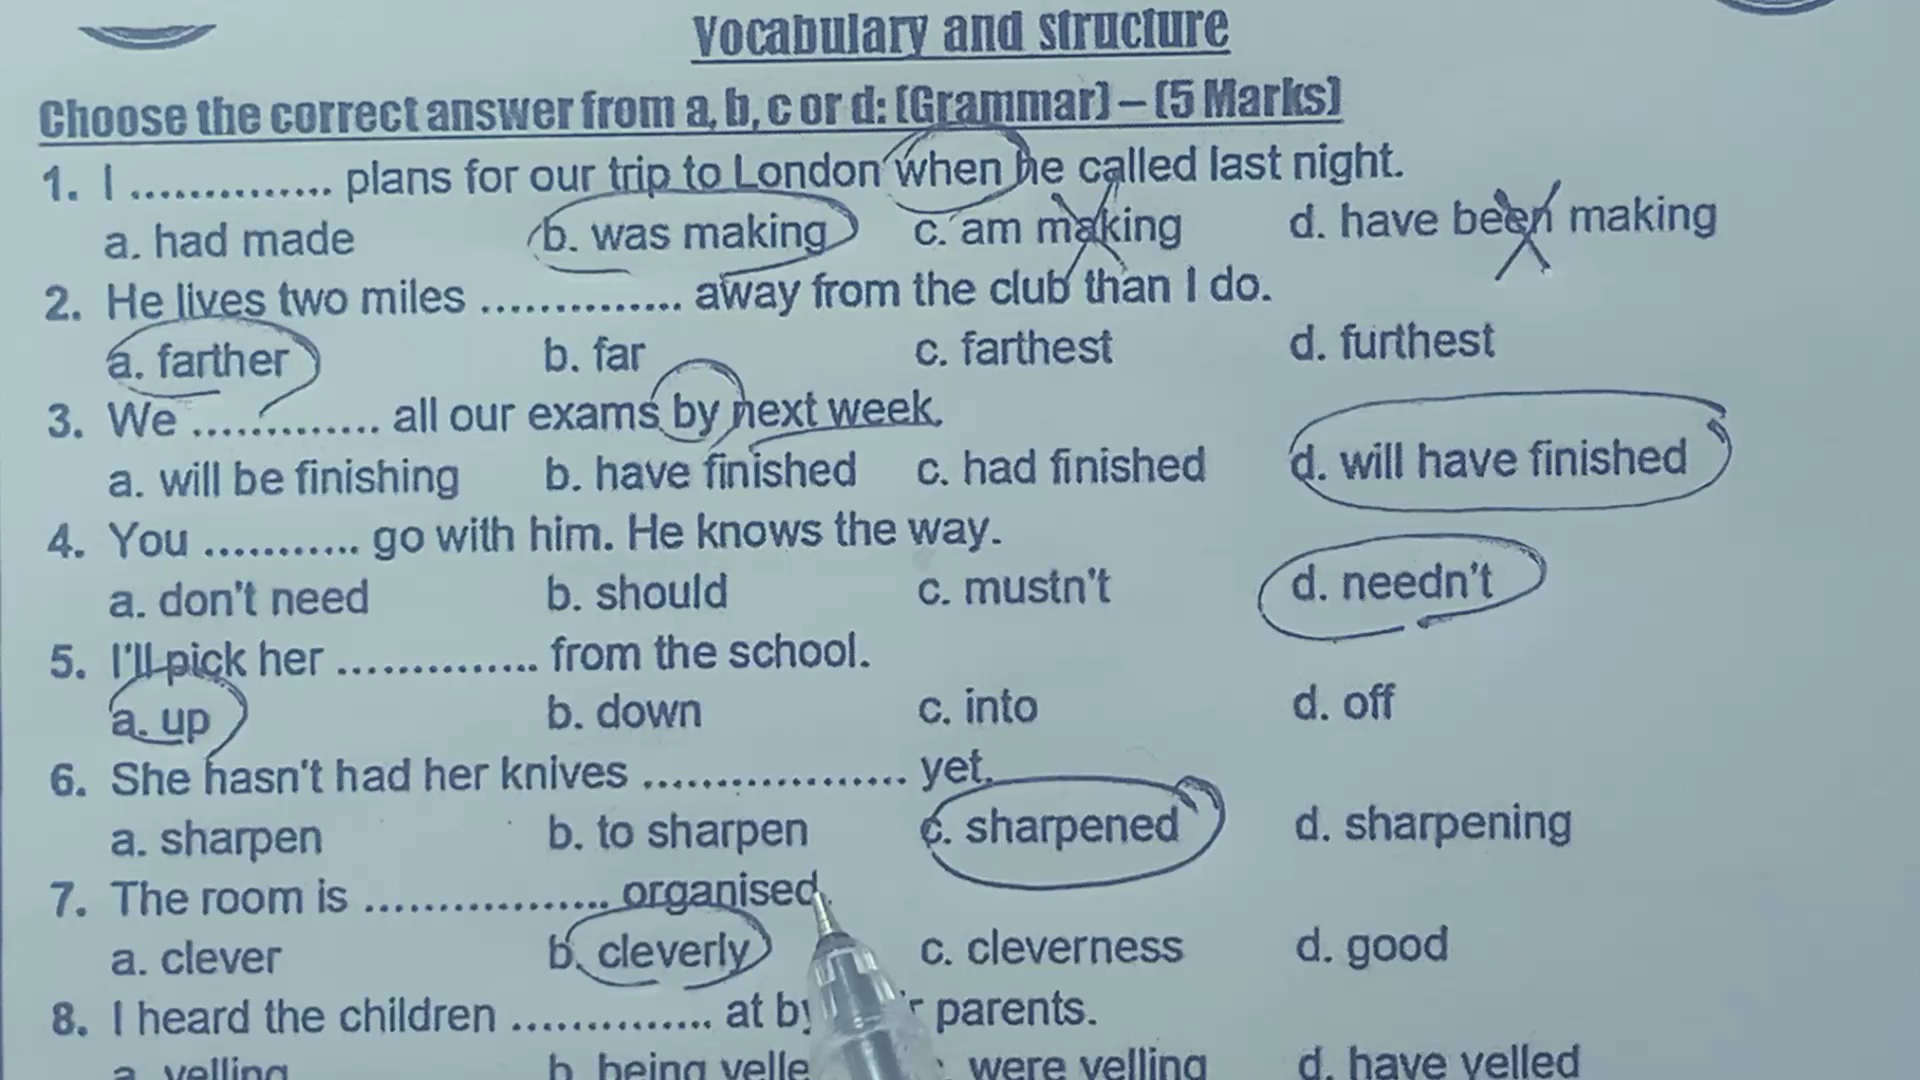 Vocabulary and structure
Choose the correct answer from a, b, c or d: (Grammar) – (5 Marks)
1. I .............. plans for our trip to London when he called last night.
a. had made b. was making c. am making d. have been making
2. He lives two miles .............. away from the club than I do.
a. farther b. far c. farthest d. furthest
3. We ............. all our exams by next week.
a. will be finishing b. have finished c. had finished d. will have finished
4. You ........... go with him. He knows the way.
a. don't need b. should c. mustn't d. needn't
5. I'll pick her .............. from the school.
a. up b. down c. into d. off
6. She hasn't had her knives ................... yet.
a. sharpen b. to sharpen c. sharpened d. sharpening
7. The room is ................. organised.
a. clever b. cleverly c. cleverness d. good
8. I heard the children .............. at by parents.
a. yelling b. being were yelling d. have yelled